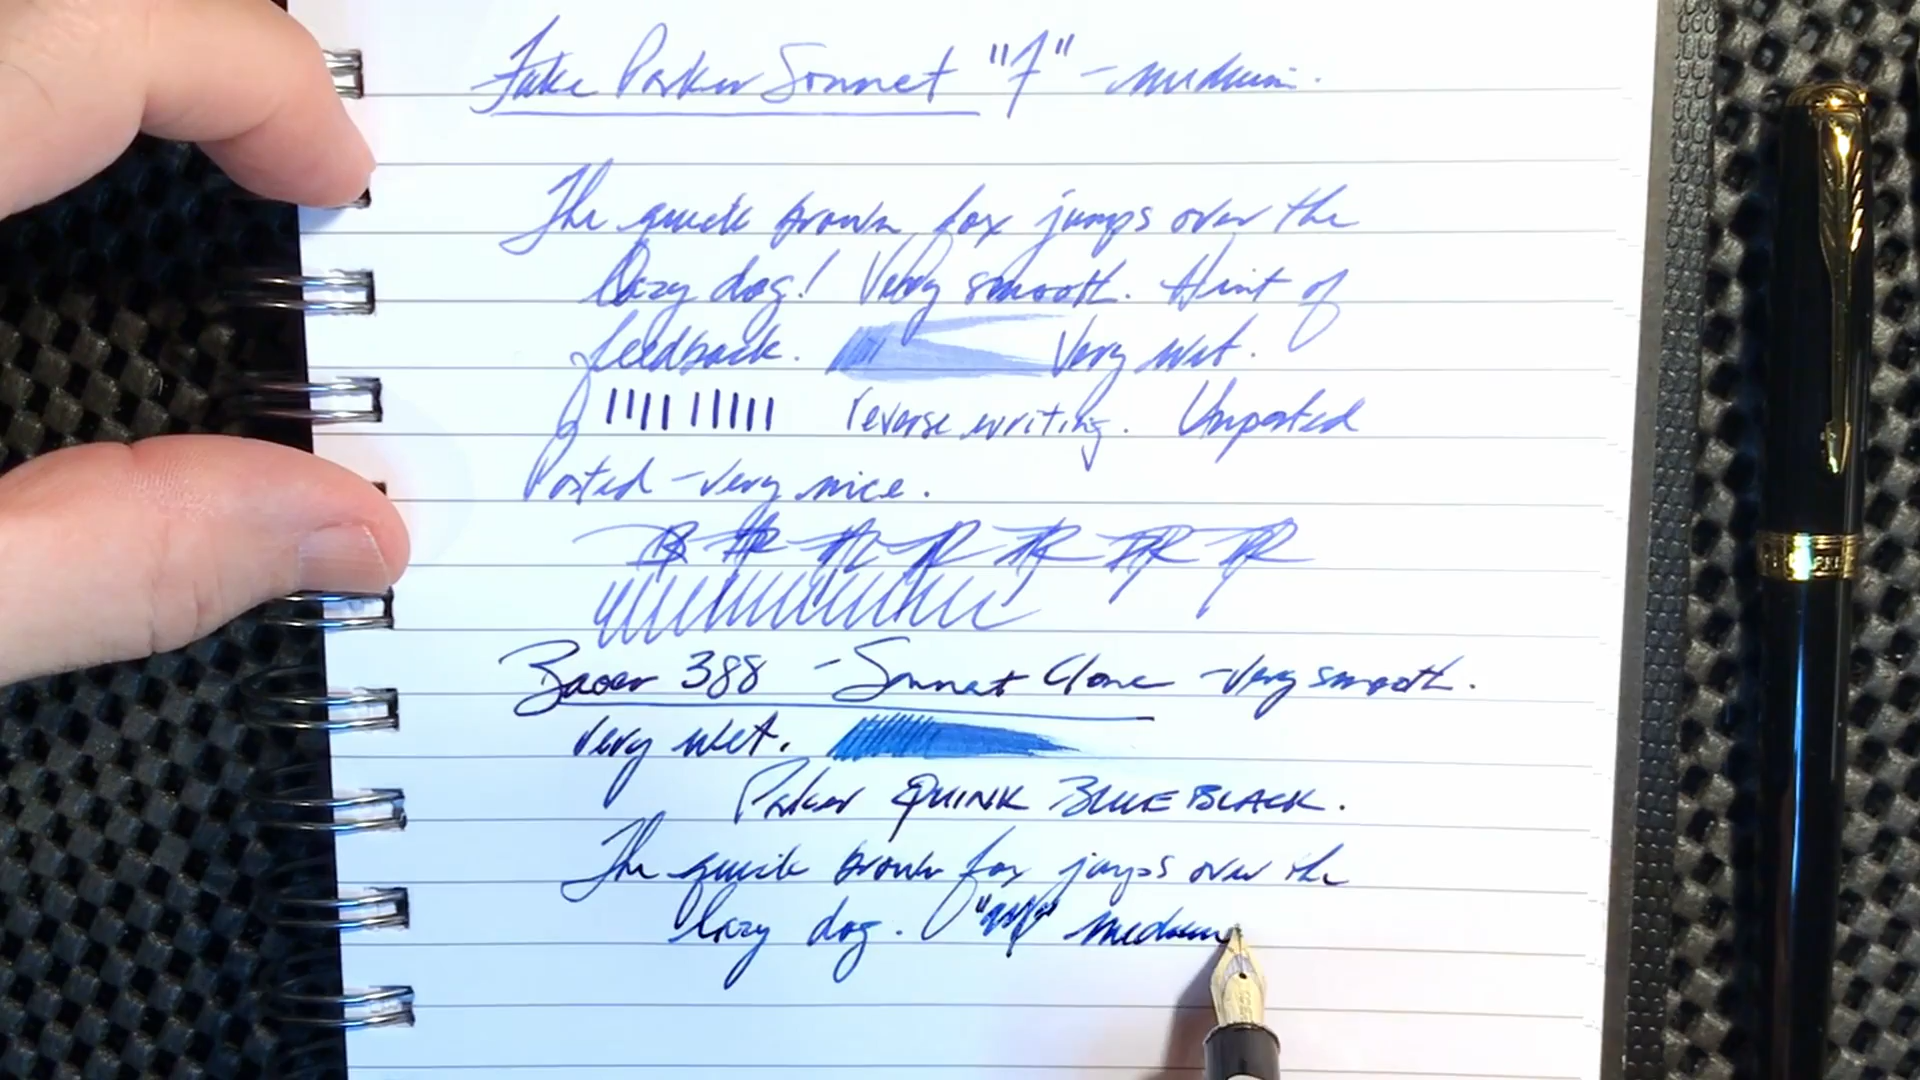 Fake Parker Sonnet "F" - medium.
The quick brown fox jumps over the
lazy dog! Very smooth. Hint of
feedback. Very wet.
reverse writing. Unposted
Posted - very nice.
Baoer 388 - Sonnet Clone - very smooth.
very wet.
Parker QUINK BLUE BLACK.
The quick brown fox jumps over the
lazy dog. medium